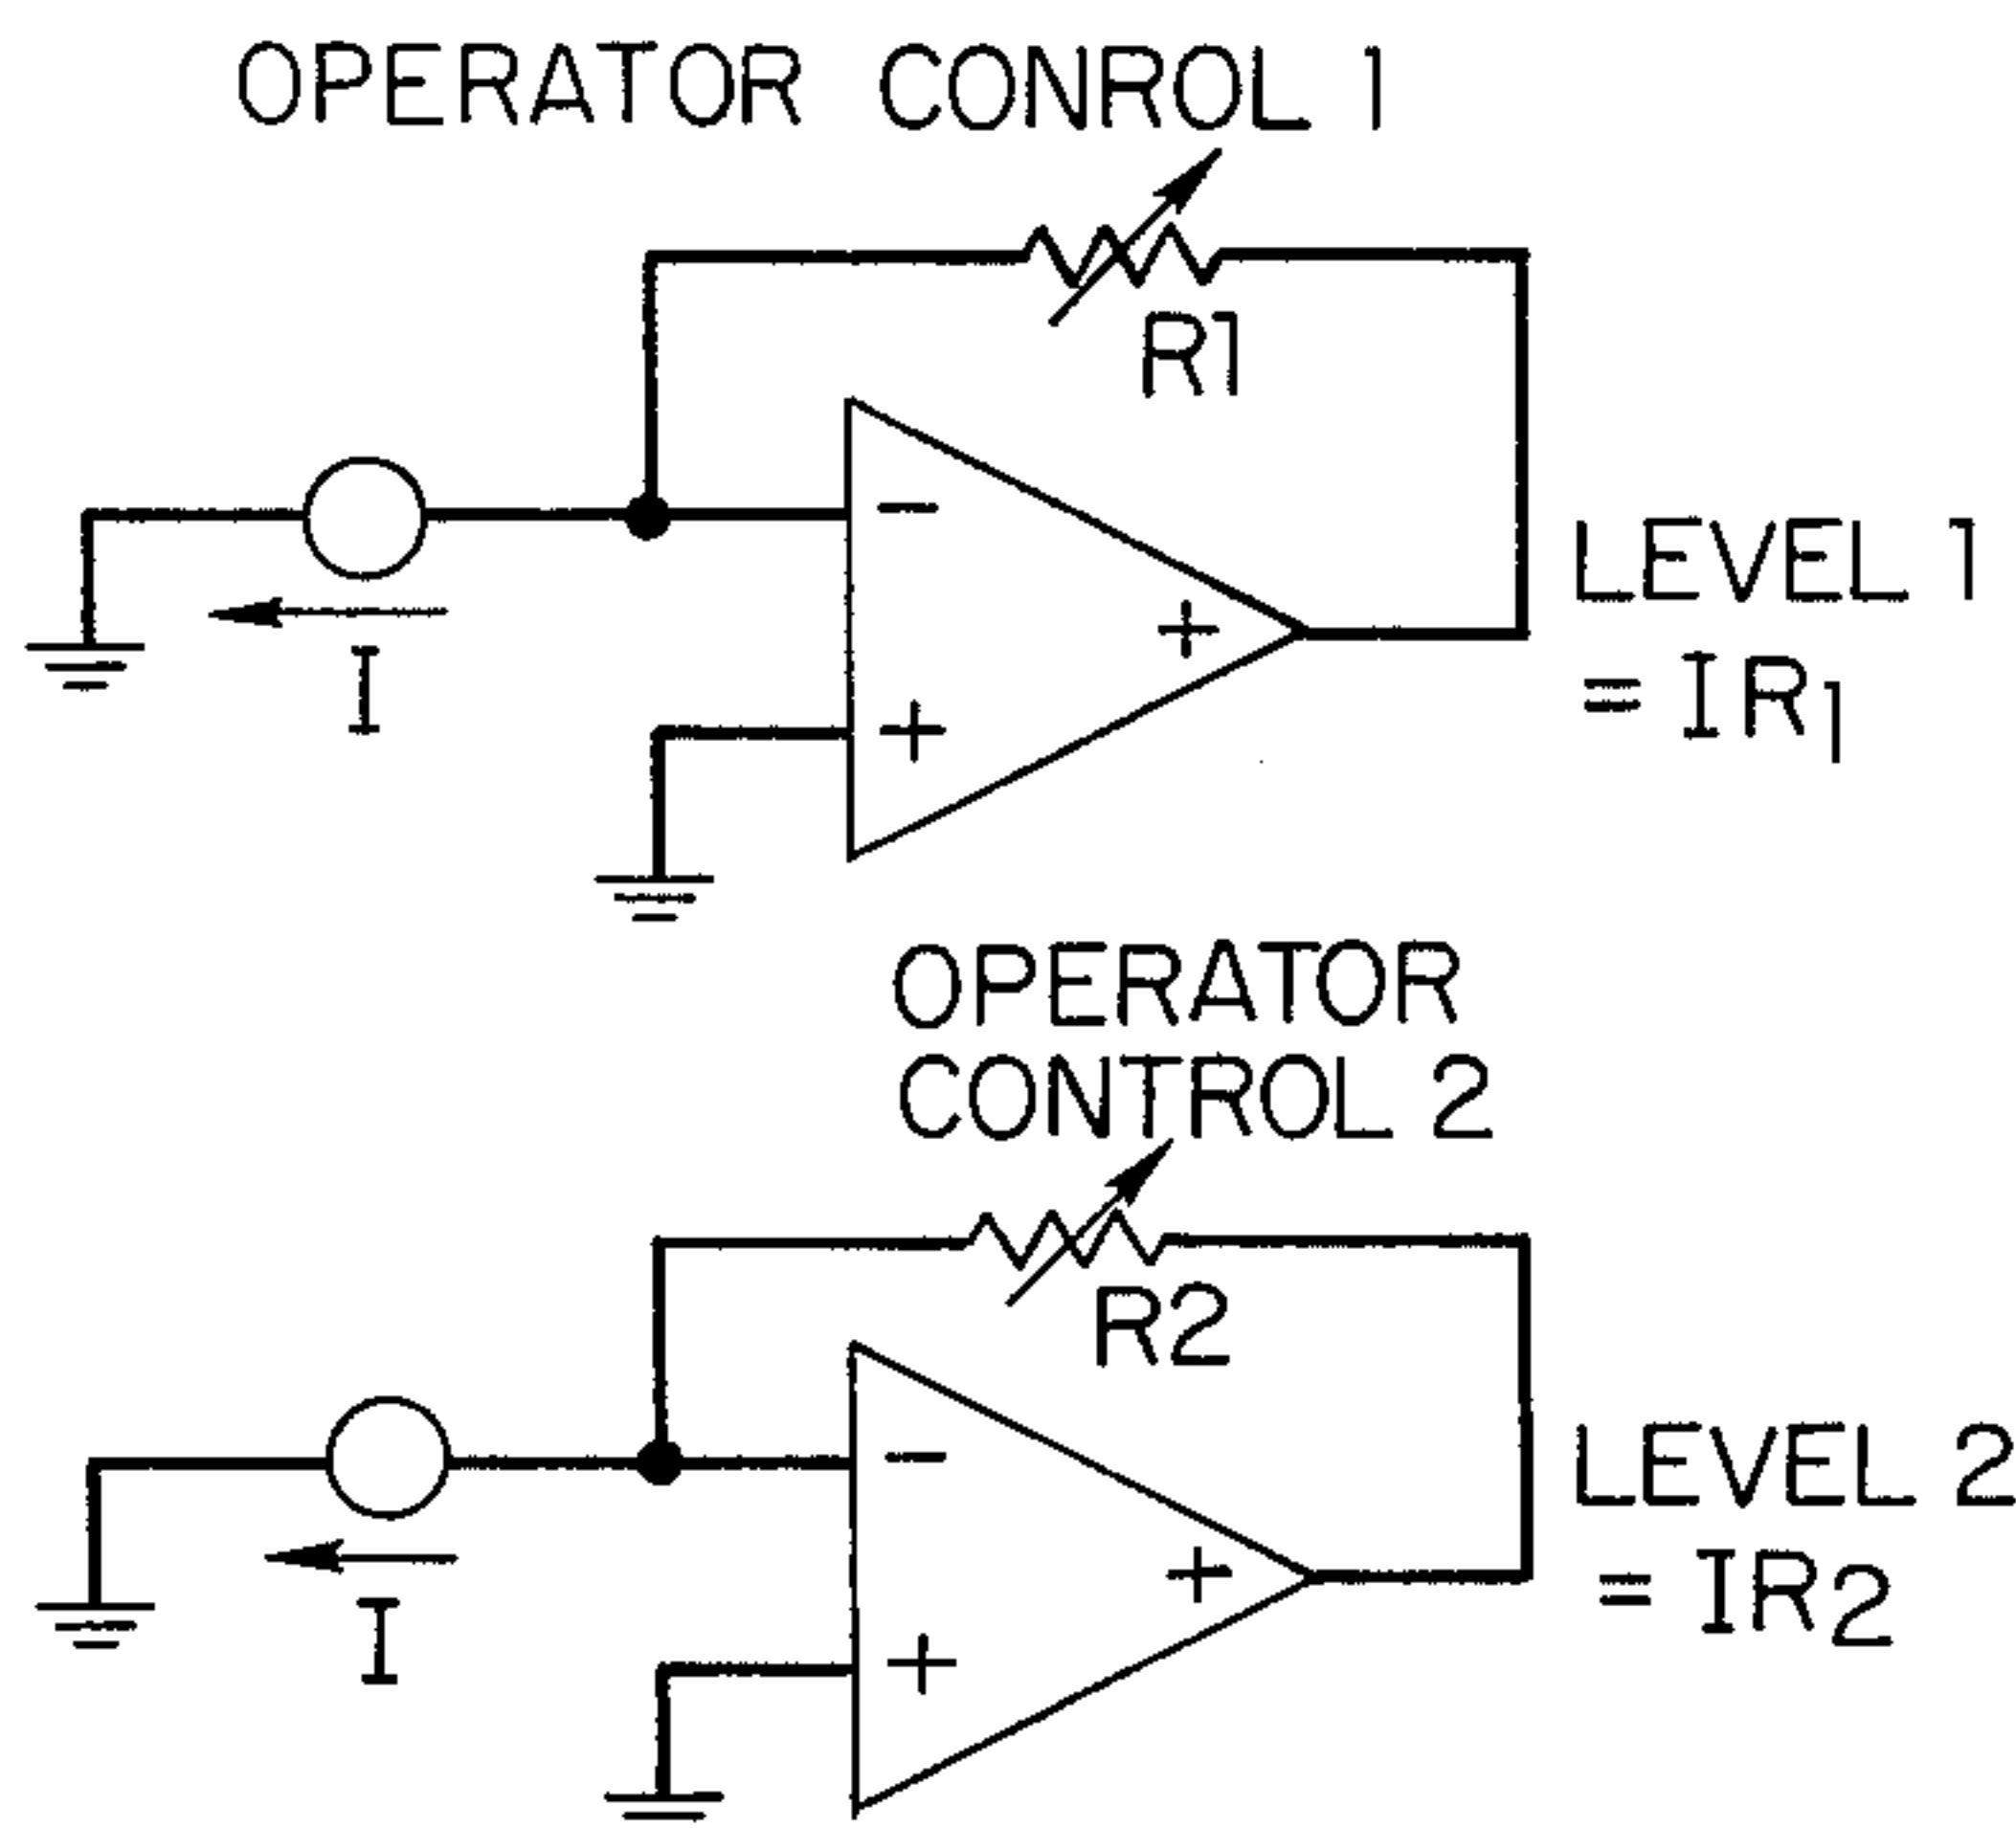 OPERATOR CONROL 1
R1
-
+
+
I
LEVEL 1
= IR1
OPERATOR
CONTROL 2
R2
-
+
+
I
LEVEL 2
= IR2